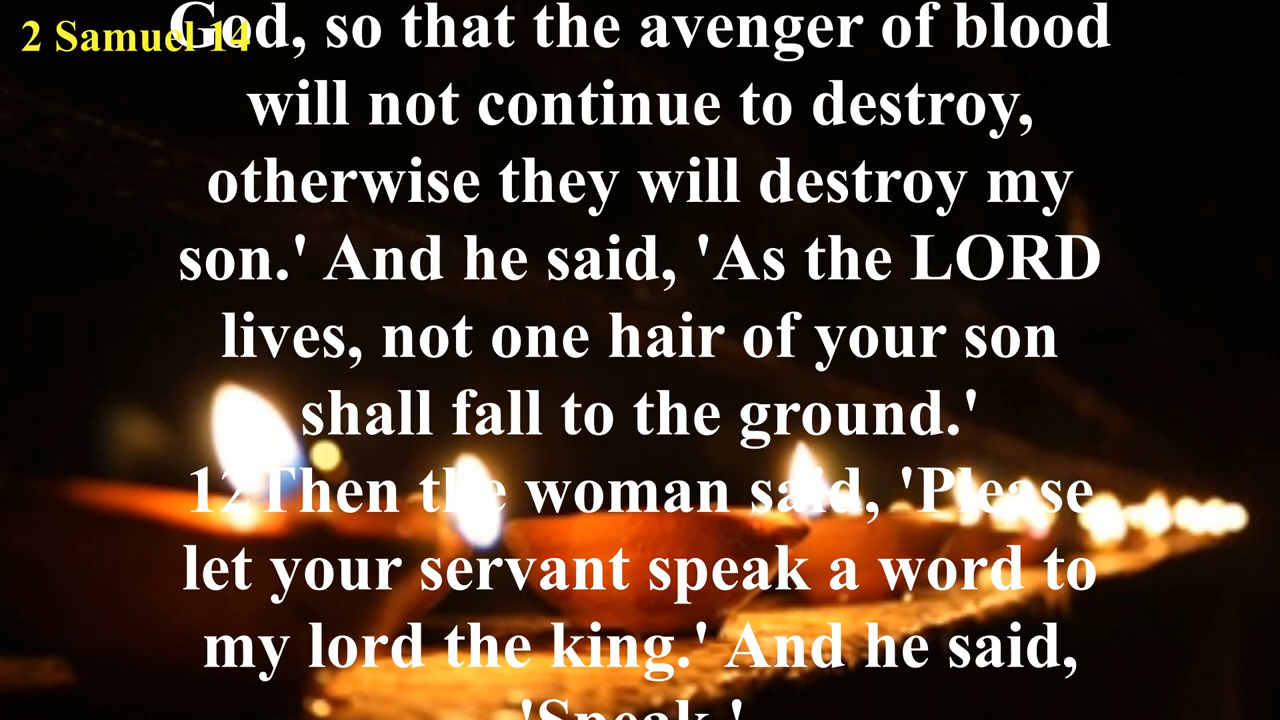 2 Samuel 14
God, so that the avenger of blood
will not continue to destroy,
otherwise they will destroy my
son.' And he said, 'As the LORD
lives, not one hair of your son
shall fall to the ground.'
12Then the woman said, 'Please
let your servant speak a word to
my lord the king.' And he said,
'Speak.'